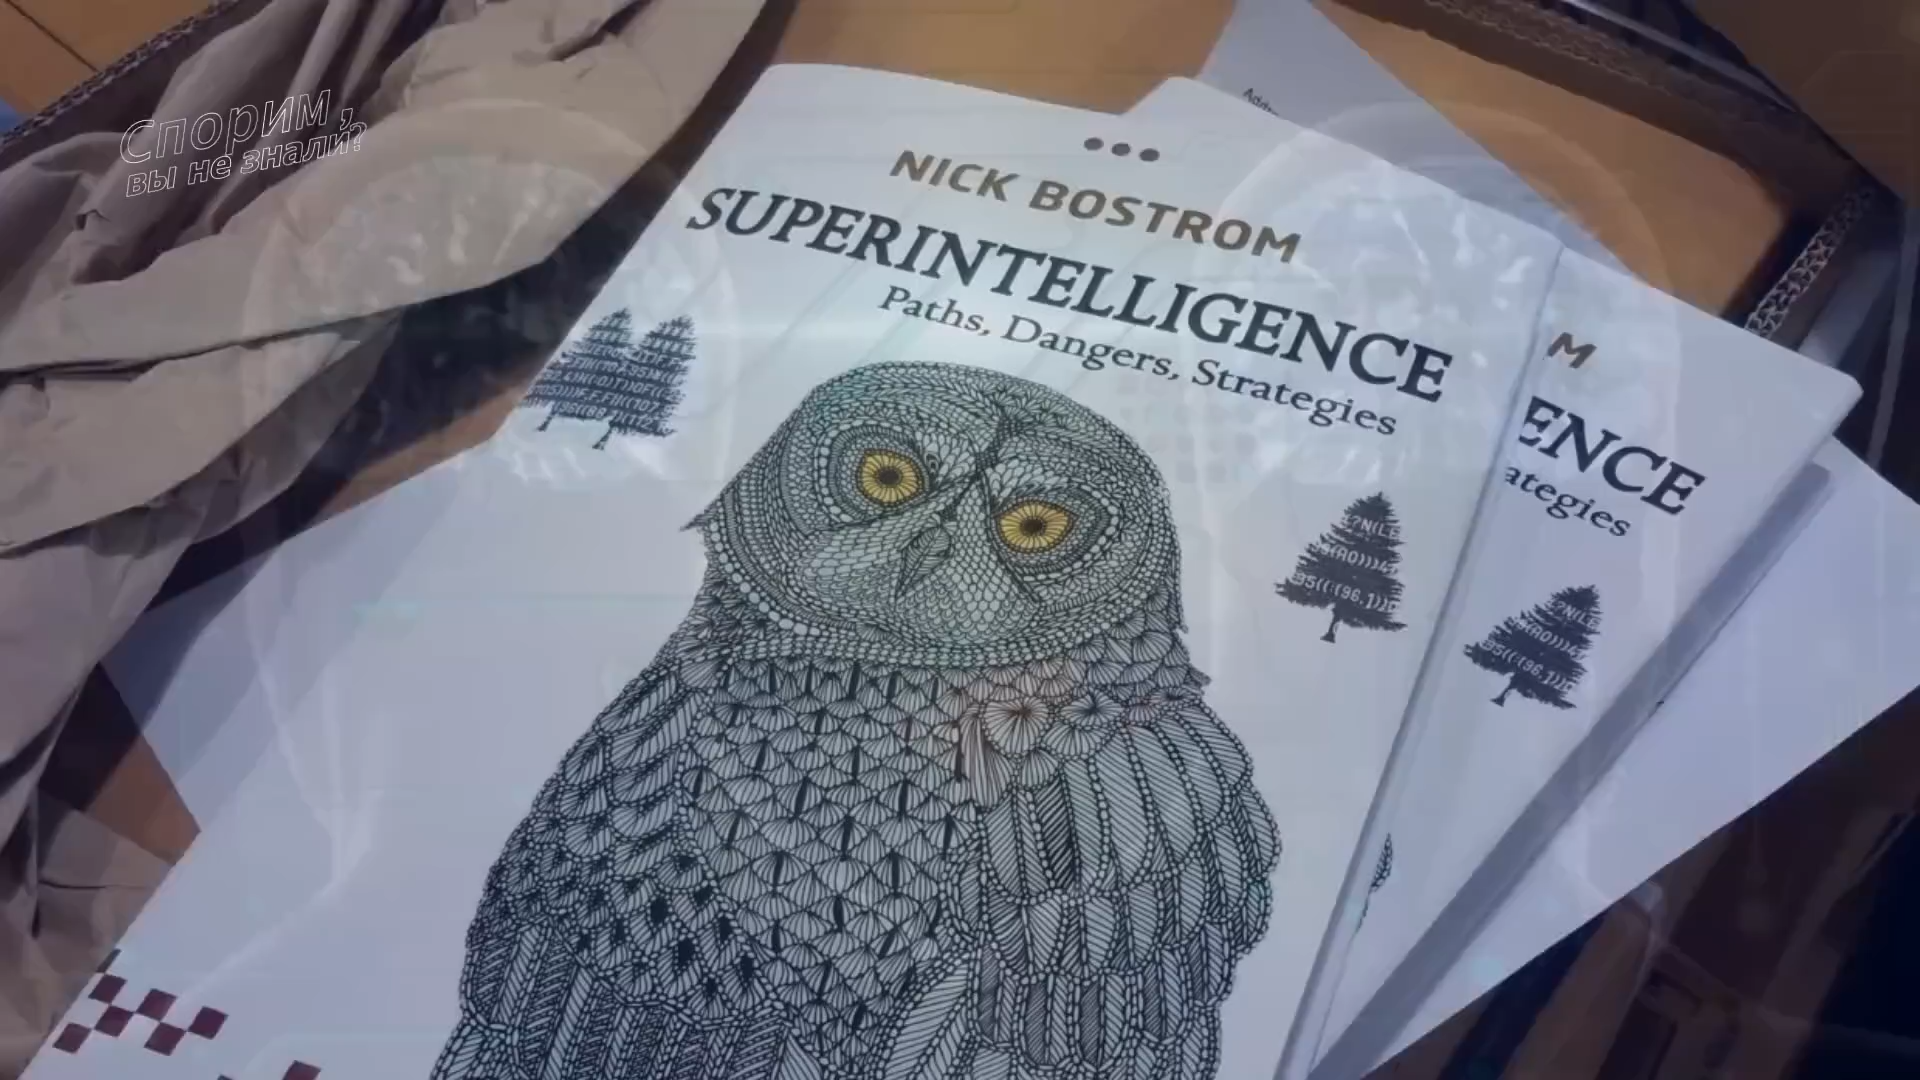 Спорим,
вы не знали?
NICK BOSTROM
SUPERINTELLIGENCE
Paths, Dangers, Strategies
M
ENCE
ategies